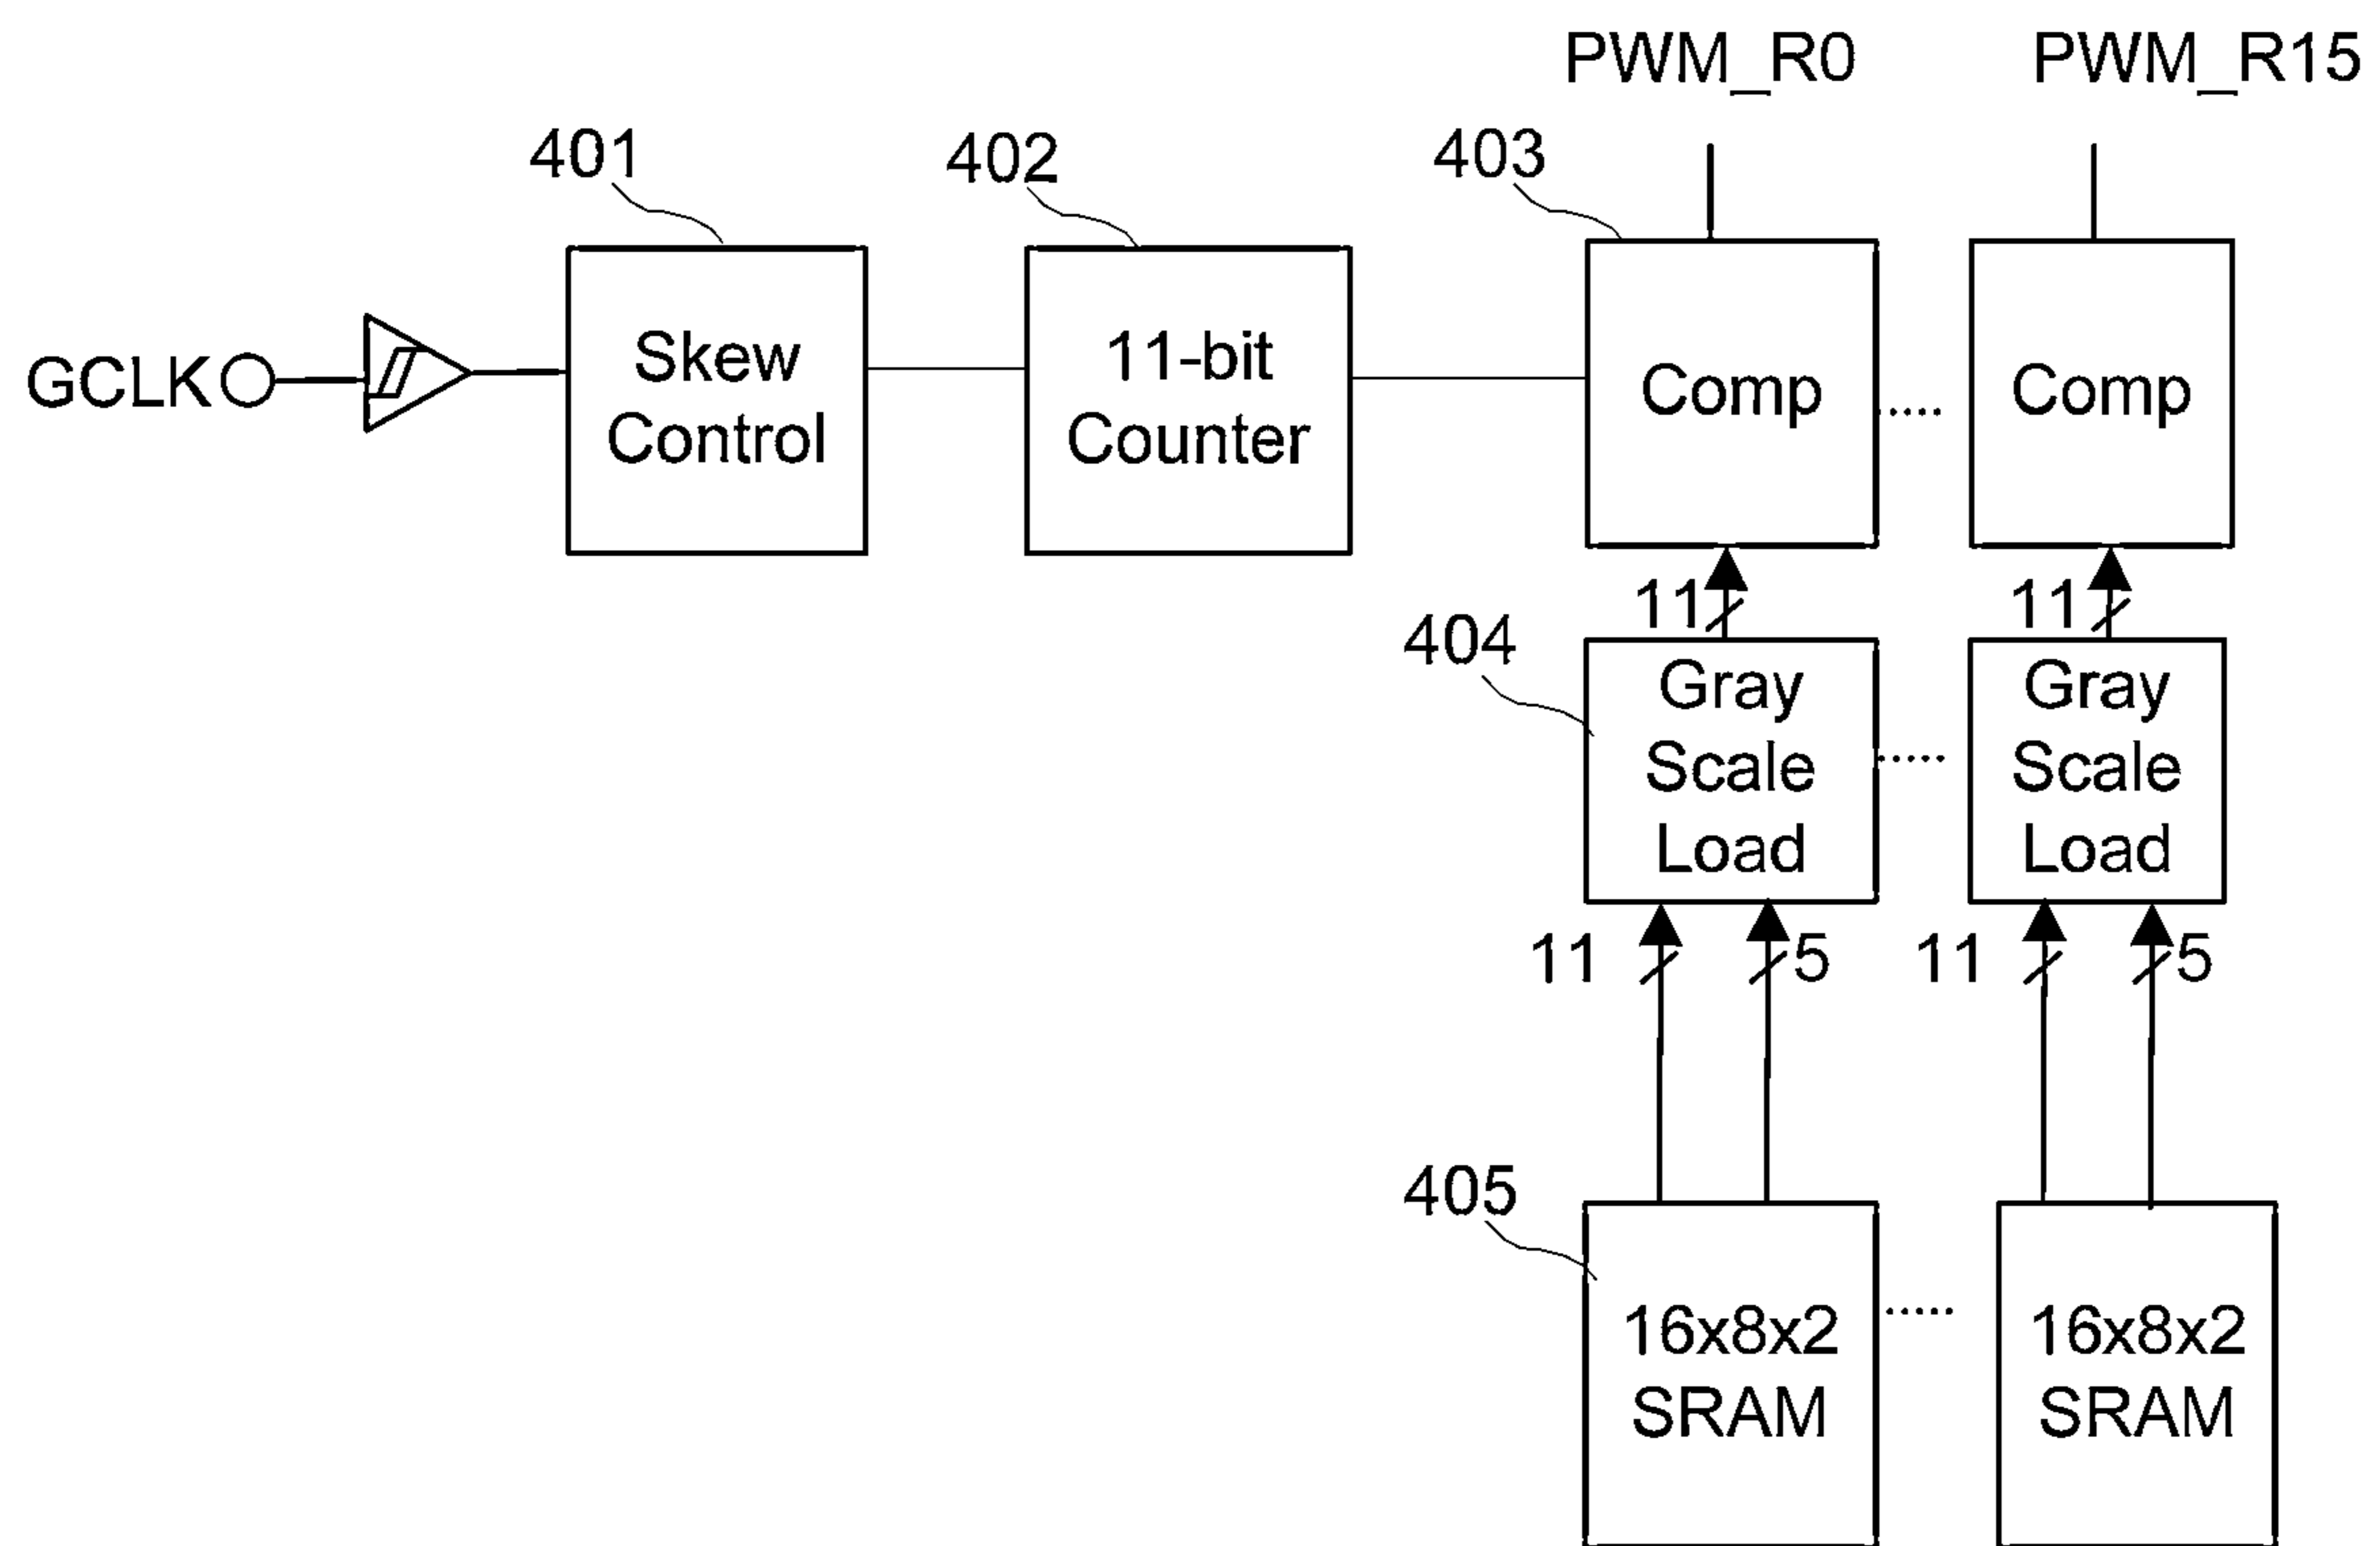 PWM_R0 PWM_R15
401 402 403
GCLK
Skew
Control
11-bit
Counter
Comp
Comp
11 11
404
Gray
Scale
Load
Gray
Scale
Load
11 5 11 5
405
16x8x2
SRAM
16x8x2
SRAM